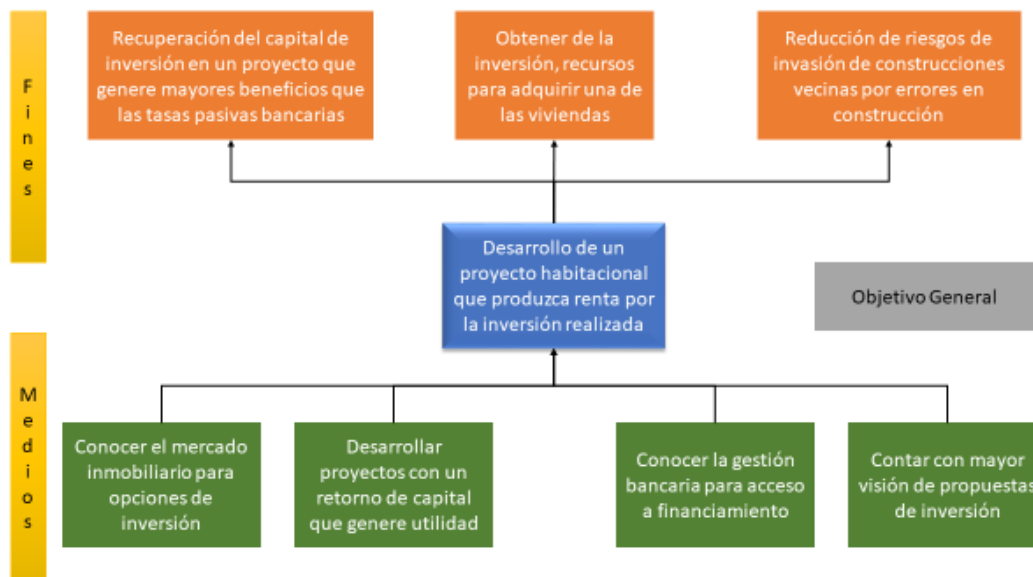 Fines
Recuperación del capital de
inversión en un proyecto que
genere mayores beneficios que
las tasas pasivas bancarias
Obtener de la
inversión, recursos
para adquirir una de
las viviendas
Reducción de riesgos de
invasión de construcciones
vecinas por errores en
construcción
Desarrollo de un
proyecto habitacional
que produzca renta por
la inversión realizada
Objetivo General
Medios
Conocer el mercado
inmobiliario para
opciones de
inversión
Desarrollar
proyectos con un
retorno de capital
que genere utilidad
Conocer la gestión
bancaria para acceso
a financiamiento
Contar con mayor
visión de propuestas
de inversión